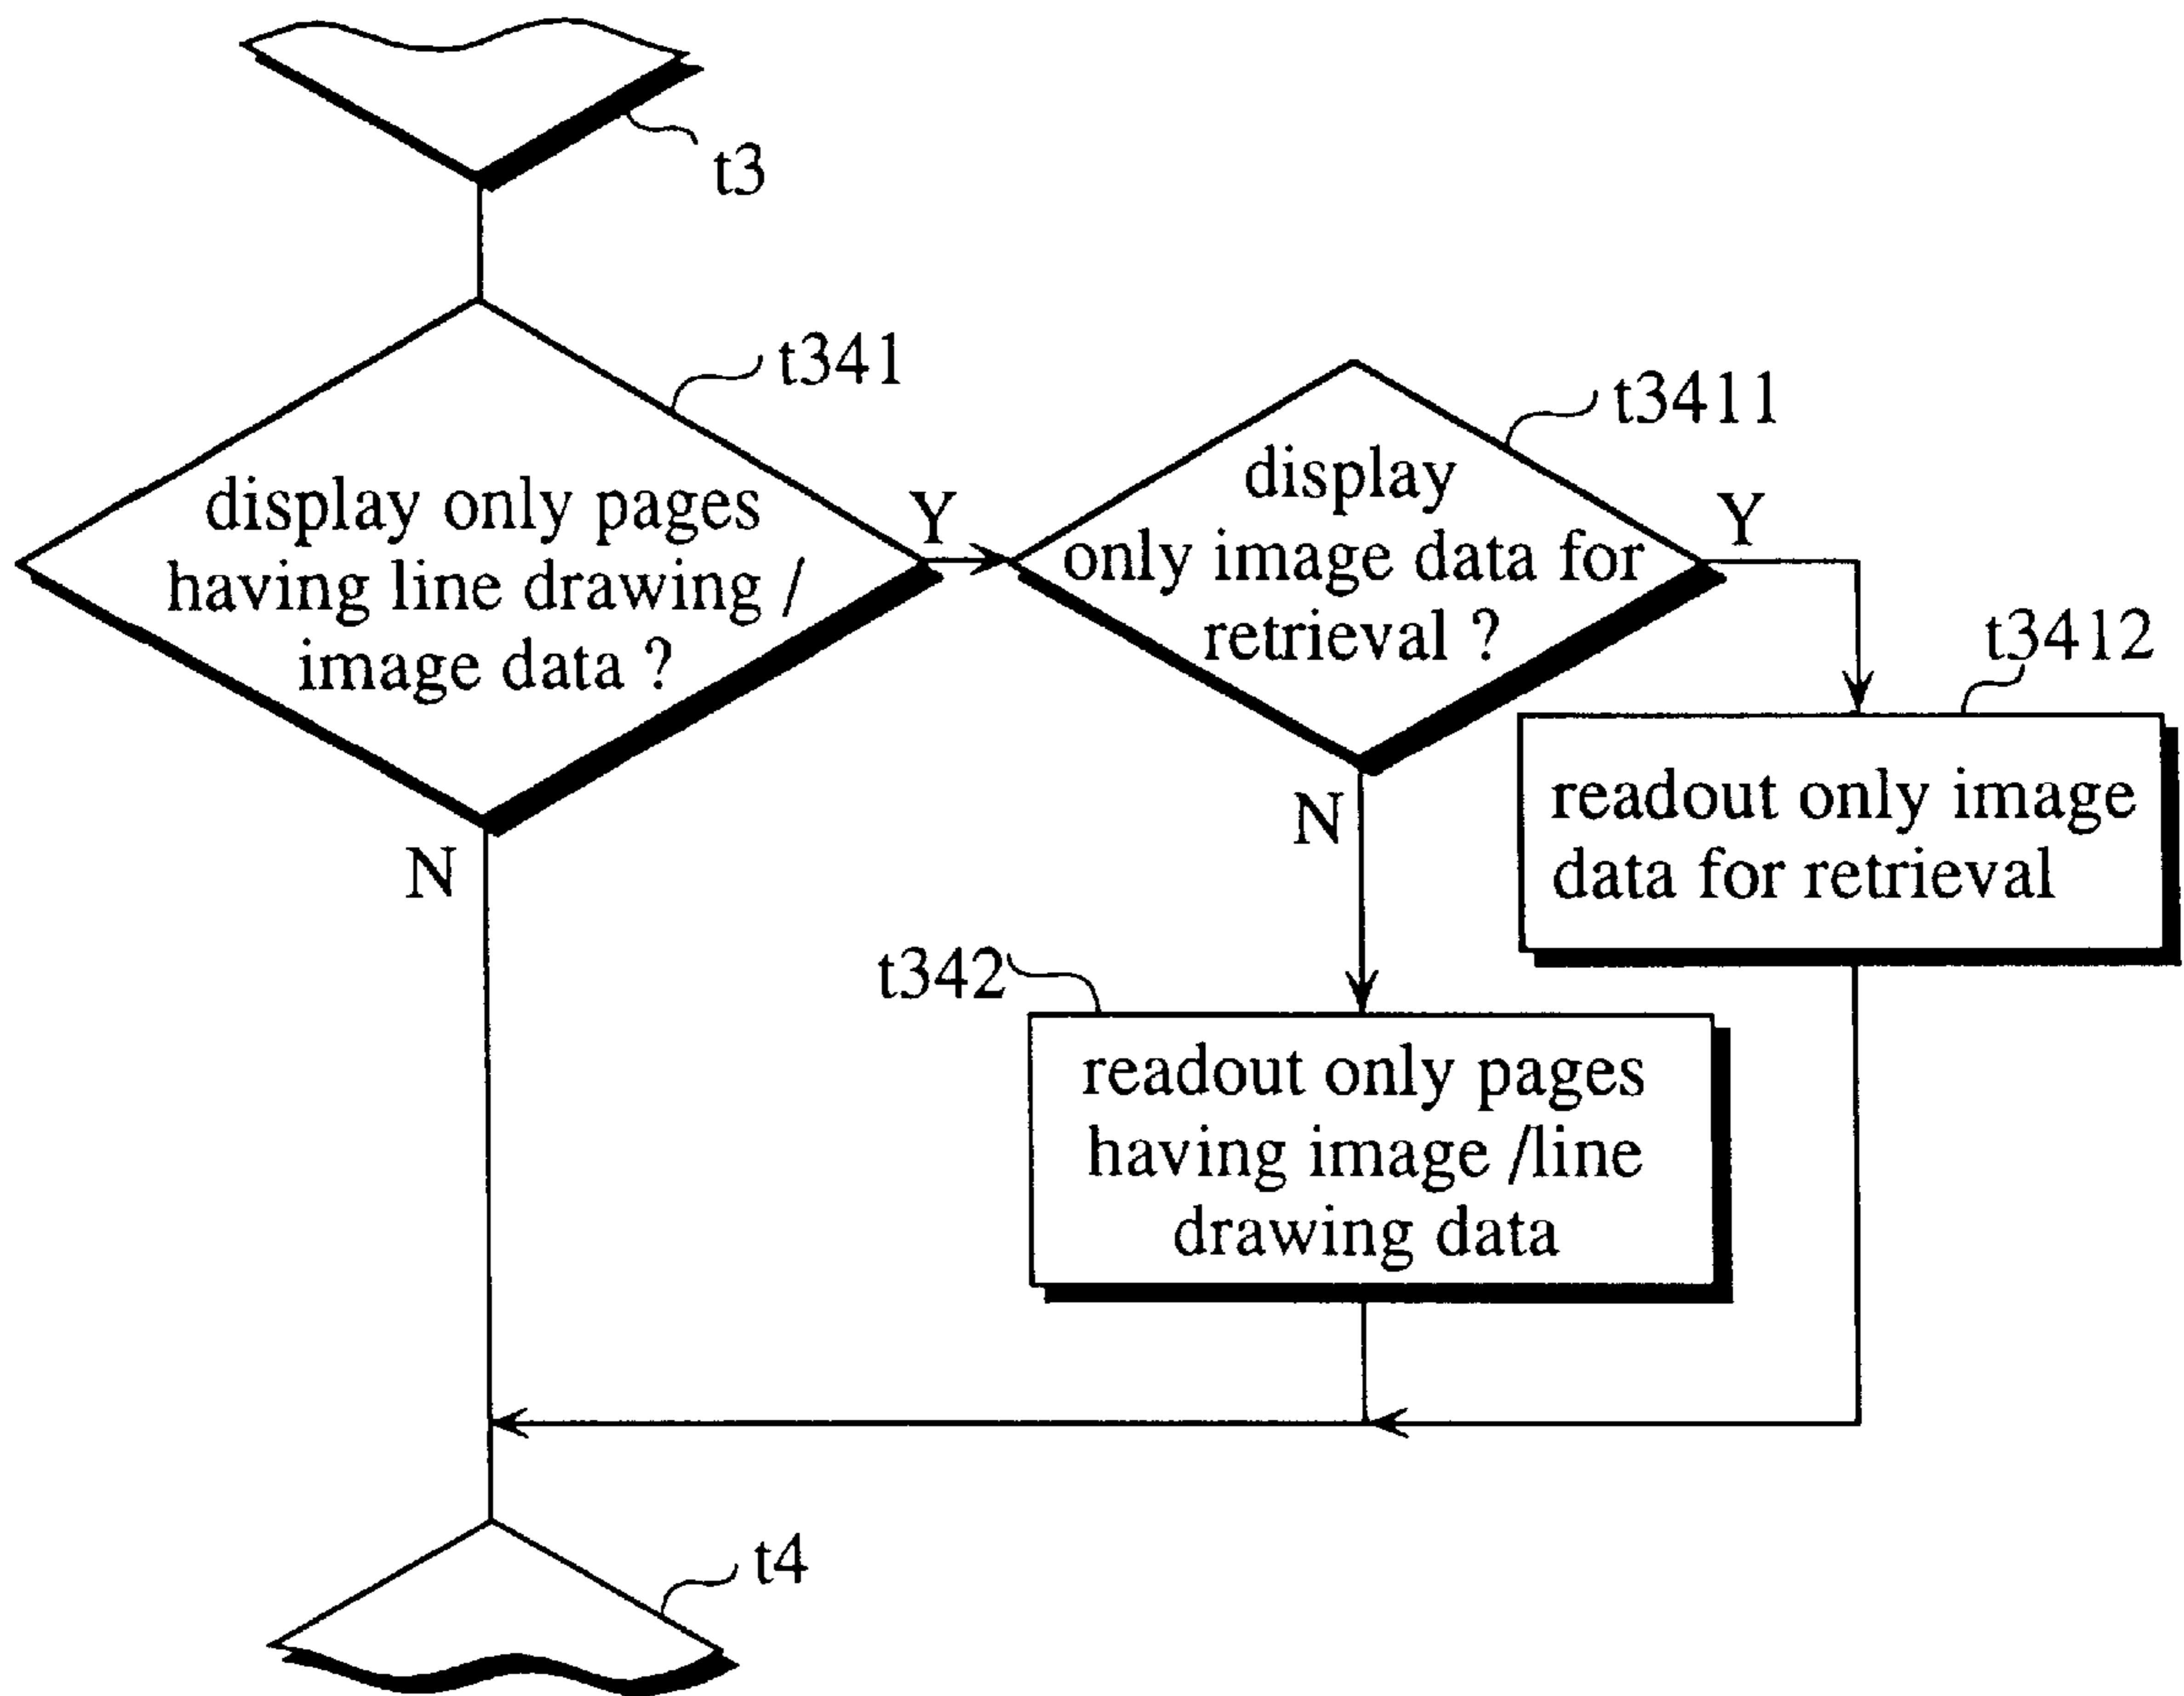 t3
t341
display only pages
having line drawing /
image data ?
Y
N
t3411
display
only image data for
retrieval ?
Y
N
t3412
readout only image
data for retrieval
t342
readout only pages
having image /line
drawing data
t4